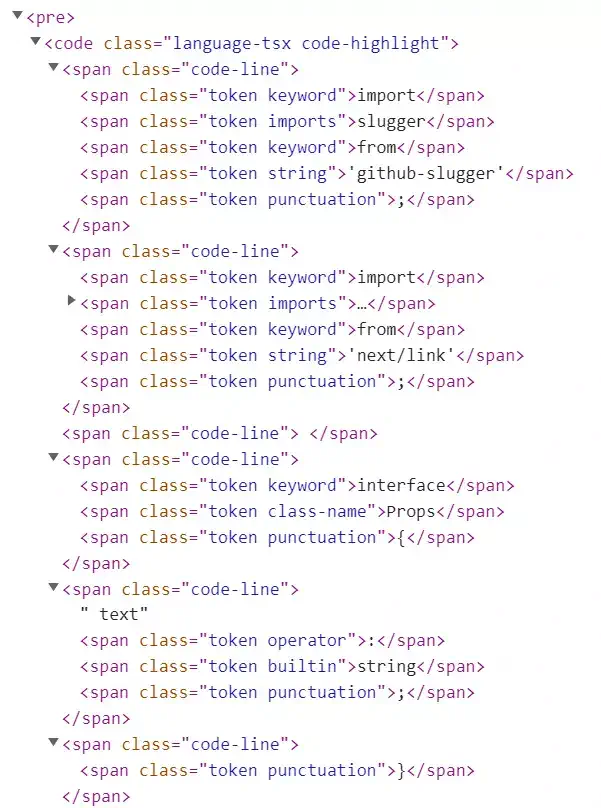 <pre>
<code class="language-tsx code-highlight">
<span class="code-line">
<span class="token keyword">import</span>
<span class="token imports">slugger</span>
<span class="token keyword">from</span>
<span class="token string">'github-slugger'</span>
<span class="token punctuation">;</span>
</span>
<span class="code-line">
<span class="token keyword">import</span>
<span class="token imports">…</span>
<span class="token keyword">from</span>
<span class="token string">'next/link'</span>
<span class="token punctuation">;</span>
</span>
<span class="code-line"> </span>
<span class="code-line">
<span class="token keyword">interface</span>
<span class="token class-name">Props</span>
<span class="token punctuation">{</span>
</span>
<span class="code-line">
" text"
<span class="token operator">:</span>
<span class="token builtin">string</span>
<span class="token punctuation">;</span>
</span>
<span class="code-line">
<span class="token punctuation">}</span>
</span>